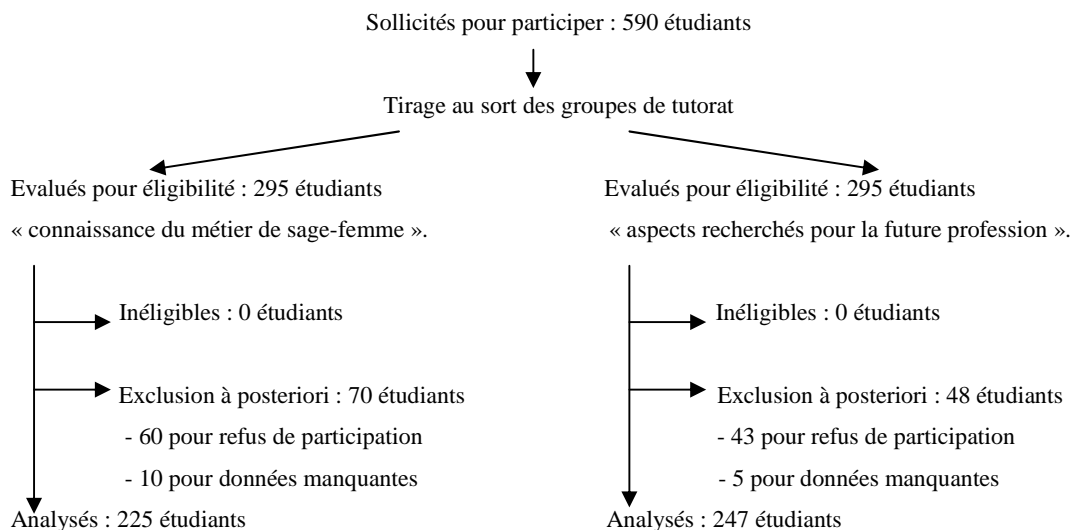 Sollicités pour participer : 590 étudiants
Tirage au sort des groupes de tutorat
Evalués pour éligibilité : 295 étudiants
« connaissance du métier de sage-femme ».
Inéligibles : 0 étudiants
Exclusion à posteriori : 70 étudiants
- 60 pour refus de participation
- 10 pour données manquantes
Analysés : 225 étudiants
Evalués pour éligibilité : 295 étudiants
« aspects recherchés pour la future profession ».
Inéligibles : 0 étudiants
Exclusion à posteriori : 48 étudiants
- 43 pour refus de participation
- 5 pour données manquantes
Analysés : 247 étudiants